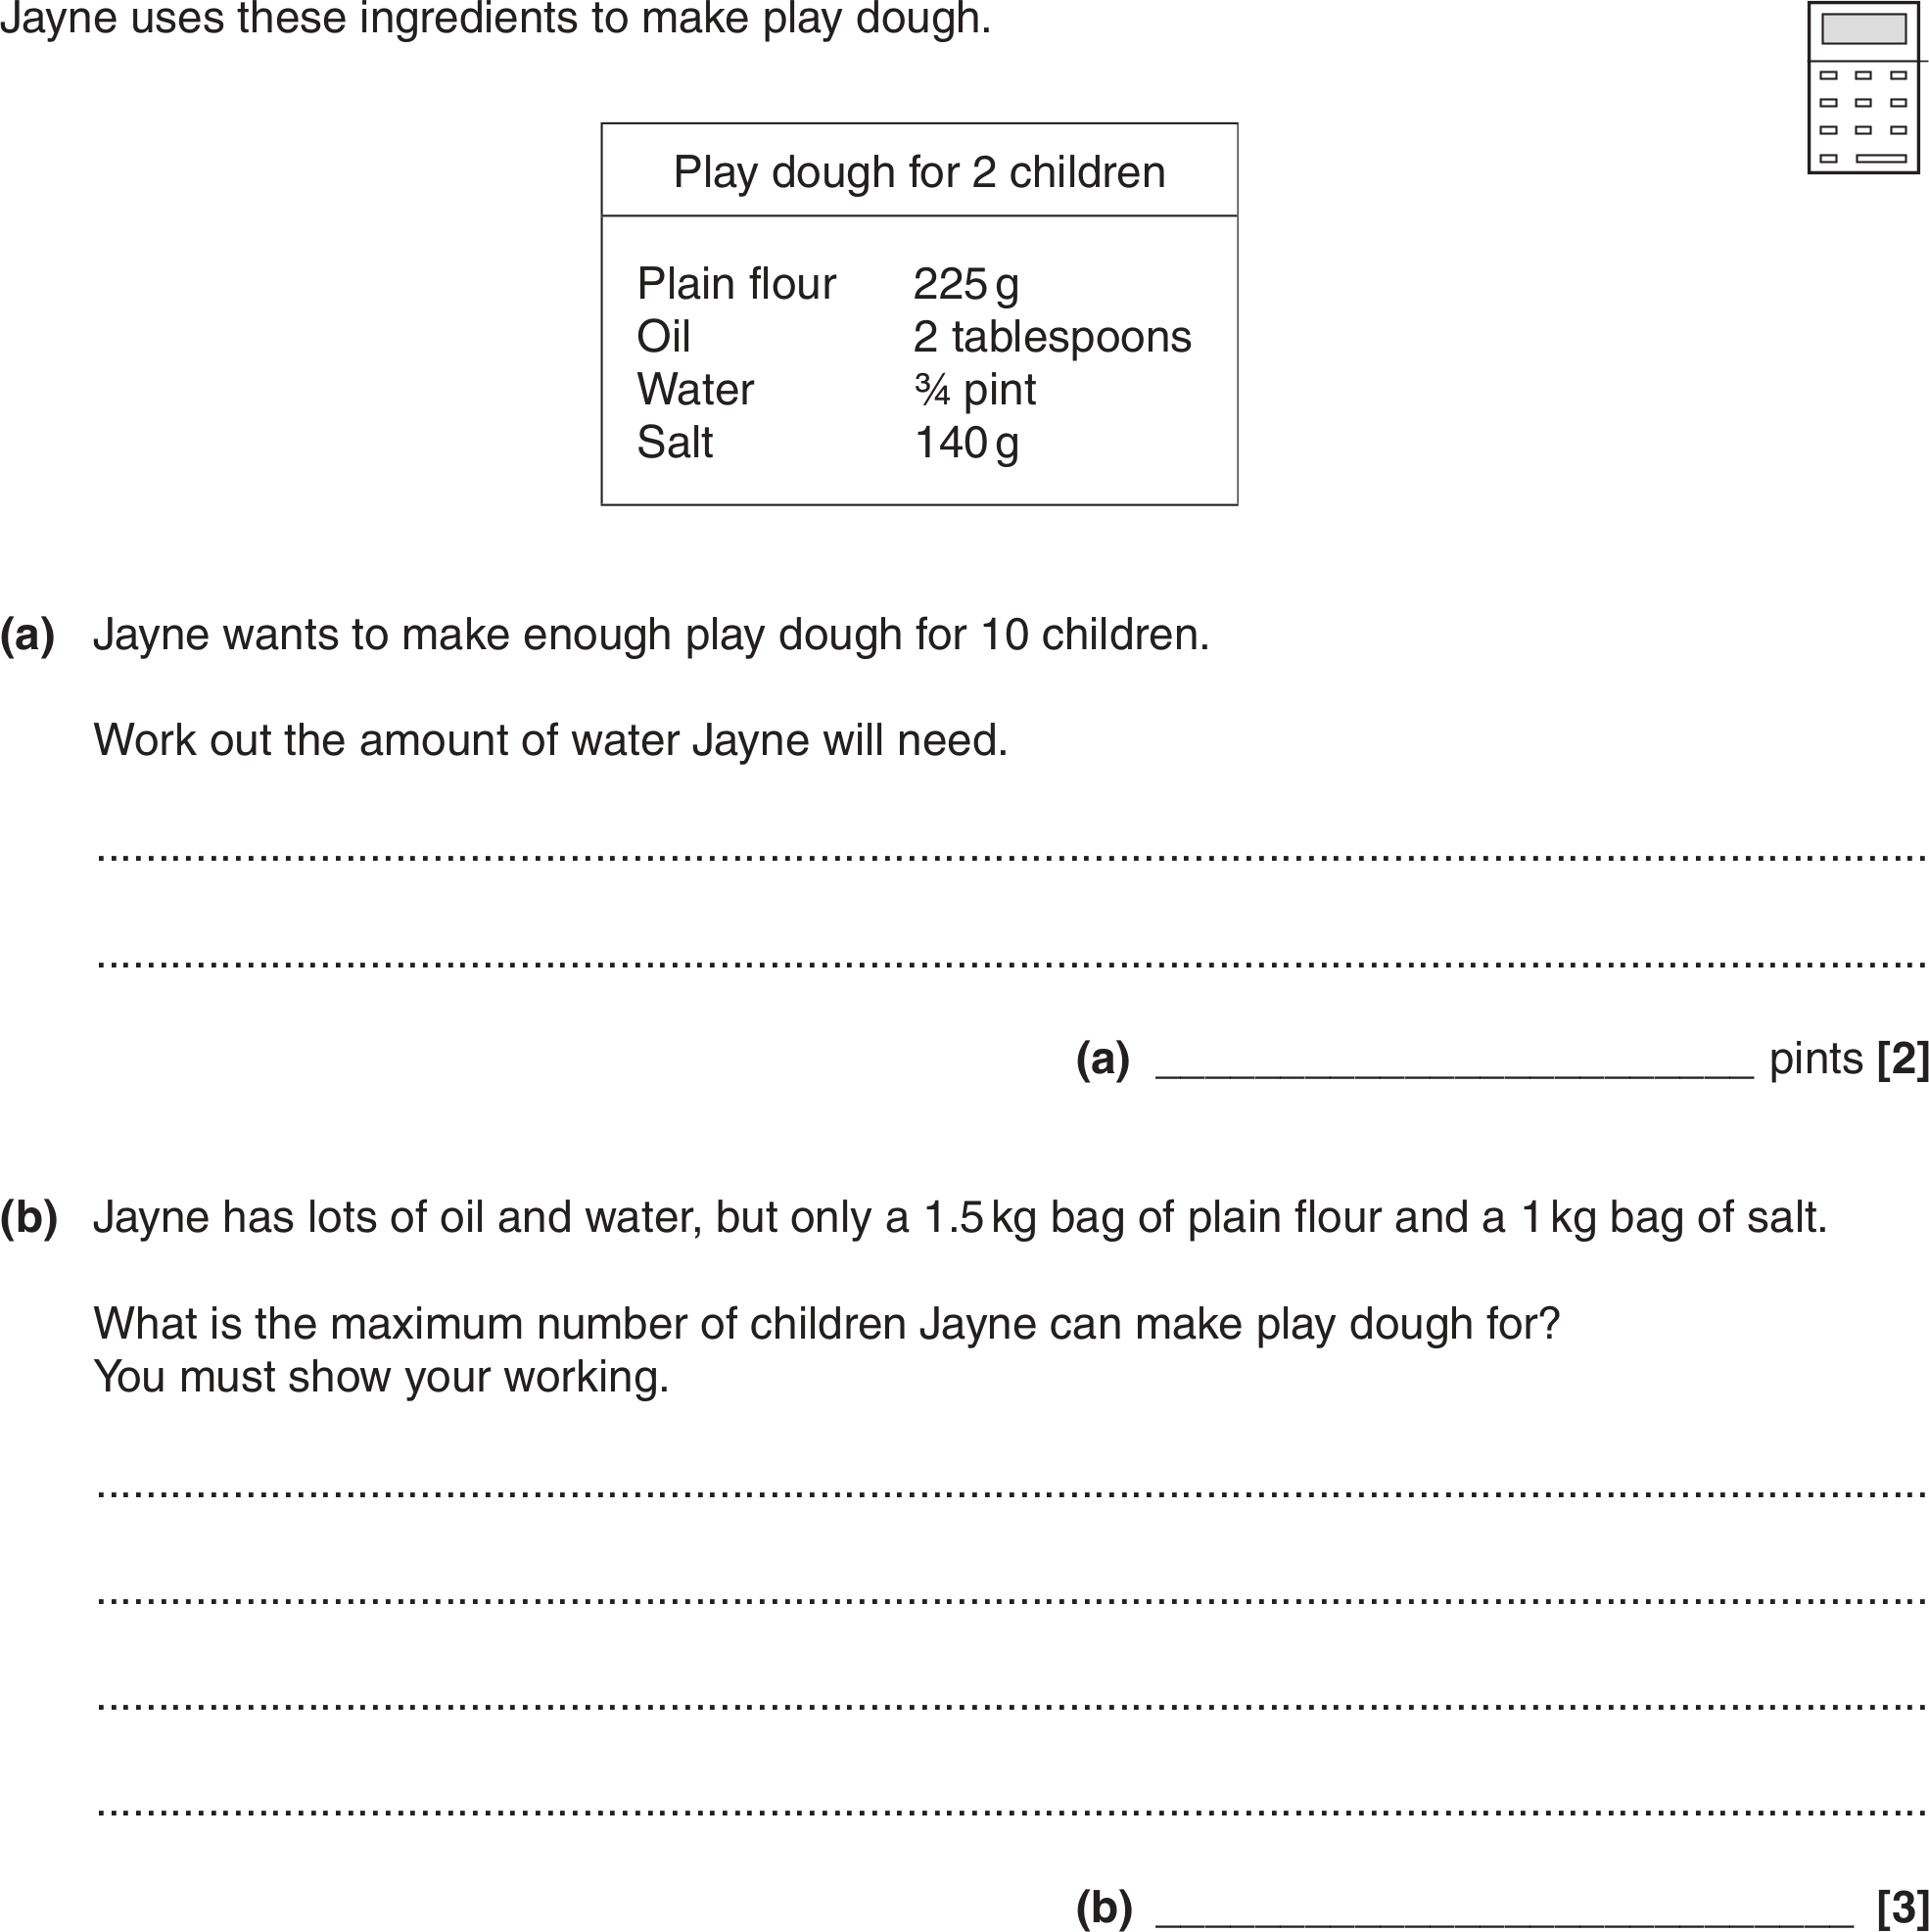 Jayne uses these ingredients to make play dough.
Play dough for 2 children
Plain flour 225 g
Oil 2 tablespoons
Water ¾ pint
Salt 140 g
(a) Jayne wants to make enough play dough for 10 children.
Work out the amount of water Jayne will need.
(a) ________________________ pints [2]
(b) Jayne has lots of oil and water, but only a 1.5 kg bag of plain flour and a 1 kg bag of salt.
What is the maximum number of children Jayne can make play dough for?
You must show your working.
(b) ____________________________ [3]